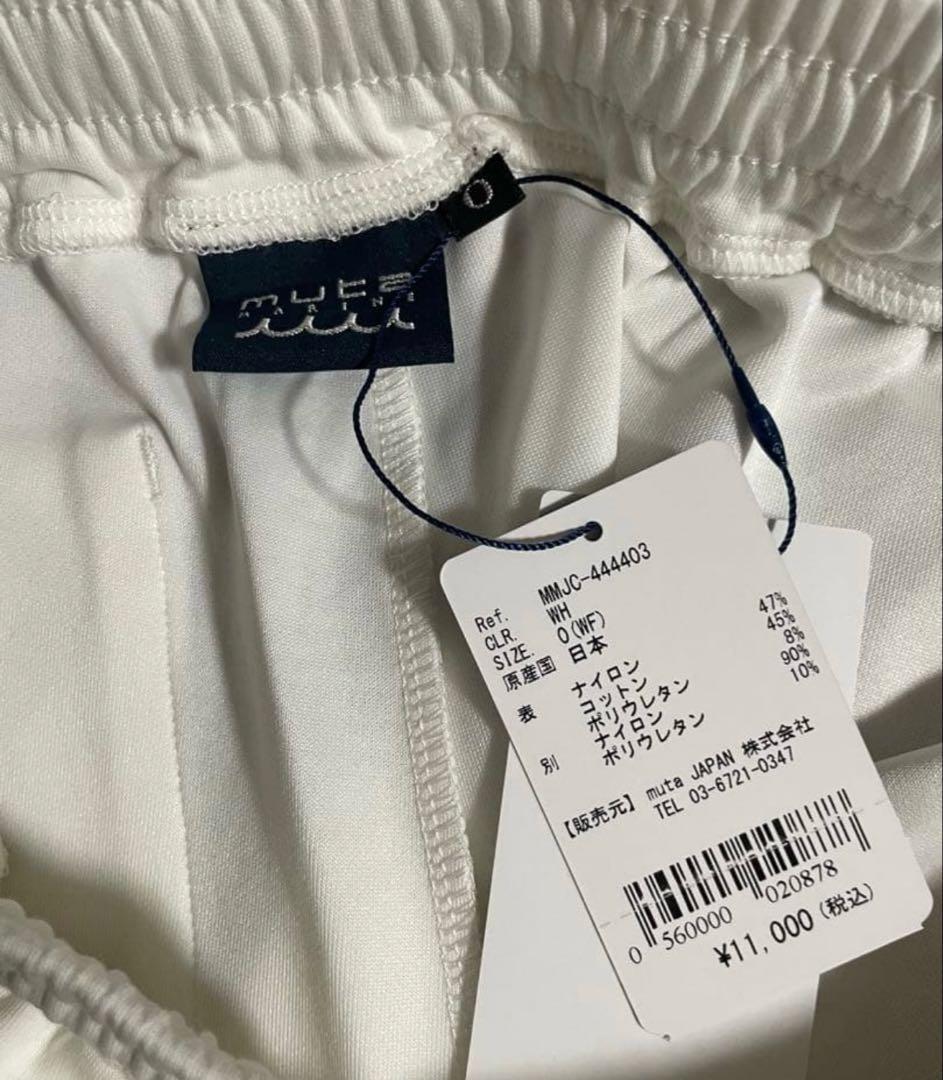 0
muta
MARINE
Ref. MMJC-444403
CLR. WH
SIZE. 0(WF)
原産国 日本
表 ナイロン 47%
コットン 45%
ポリウレタン 8%
別 ナイロン 90%
ポリウレタン 10%
【販売元】 muta JAPAN 株式会社
TEL 03-6721-0347
0 560000 020878
¥11,000(税込)